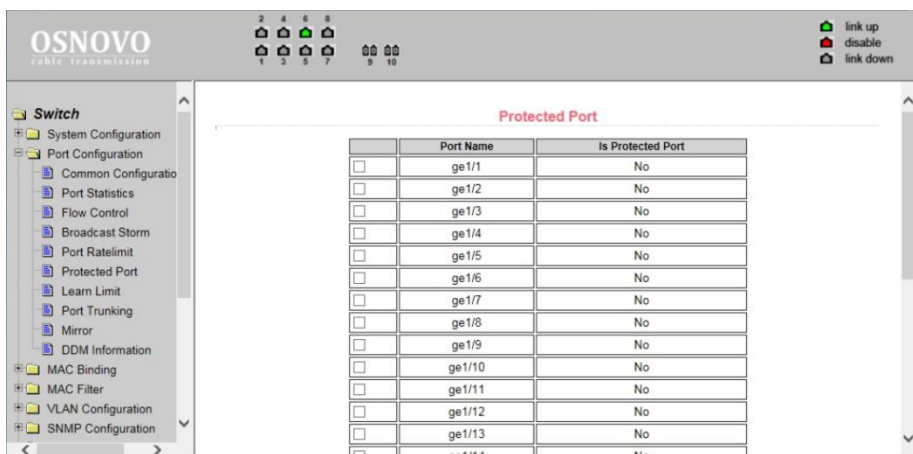 OSNOVO
cable transmission
2 4 6 8
1 3 5 7 9 10
link up
disable
link down
Switch
System Configuration
Port Configuration
Common Configuratio
Port Statistics
Flow Control
Broadcast Storm
Port Ratelimit
Protected Port
Learn Limit
Port Trunking
Mirror
DDM Information
MAC Binding
MAC Filter
VLAN Configuration
SNMP Configuration
Protected Port
Port Name Is Protected Port
ge1/1 No
ge1/2 No
ge1/3 No
ge1/4 No
ge1/5 No
ge1/6 No
ge1/7 No
ge1/8 No
ge1/9 No
ge1/10 No
ge1/11 No
ge1/12 No
ge1/13 No